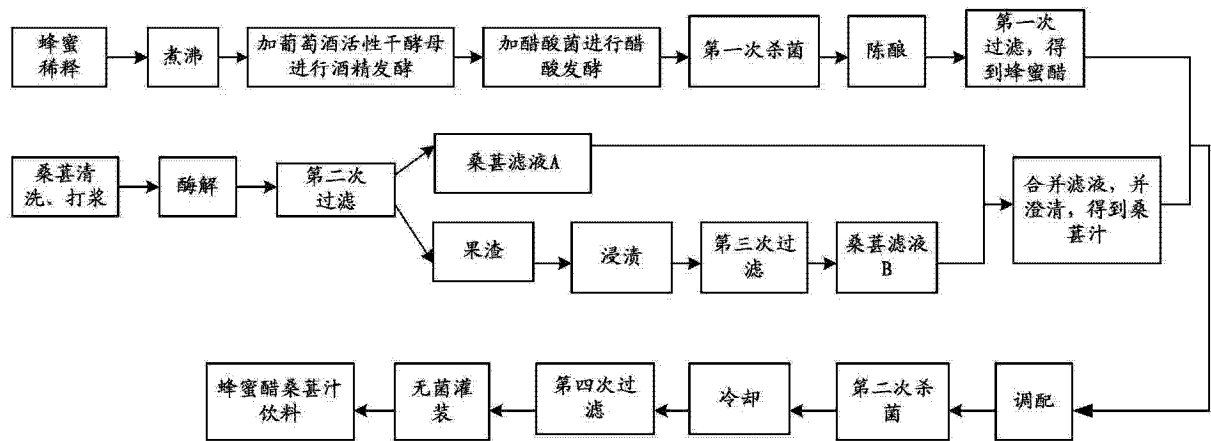 蜂蜜
稀释
煮沸
加葡萄酒活性干酵母
进行酒精发酵
加醋酸菌进行醋
酸发酵
第一次杀菌
陈酿
第一次
过滤，得
到蜂蜜醋
桑葚清
洗、打浆
酶解
第二次
过滤
桑葚滤液A
果渣
浸渍
第三次过
滤
桑葚滤液
B
合并滤液，并
澄清，得到桑
葚汁
蜂蜜醋桑葚汁
饮料
无菌灌
装
第四次过
滤
冷却
第二次杀
菌
调配